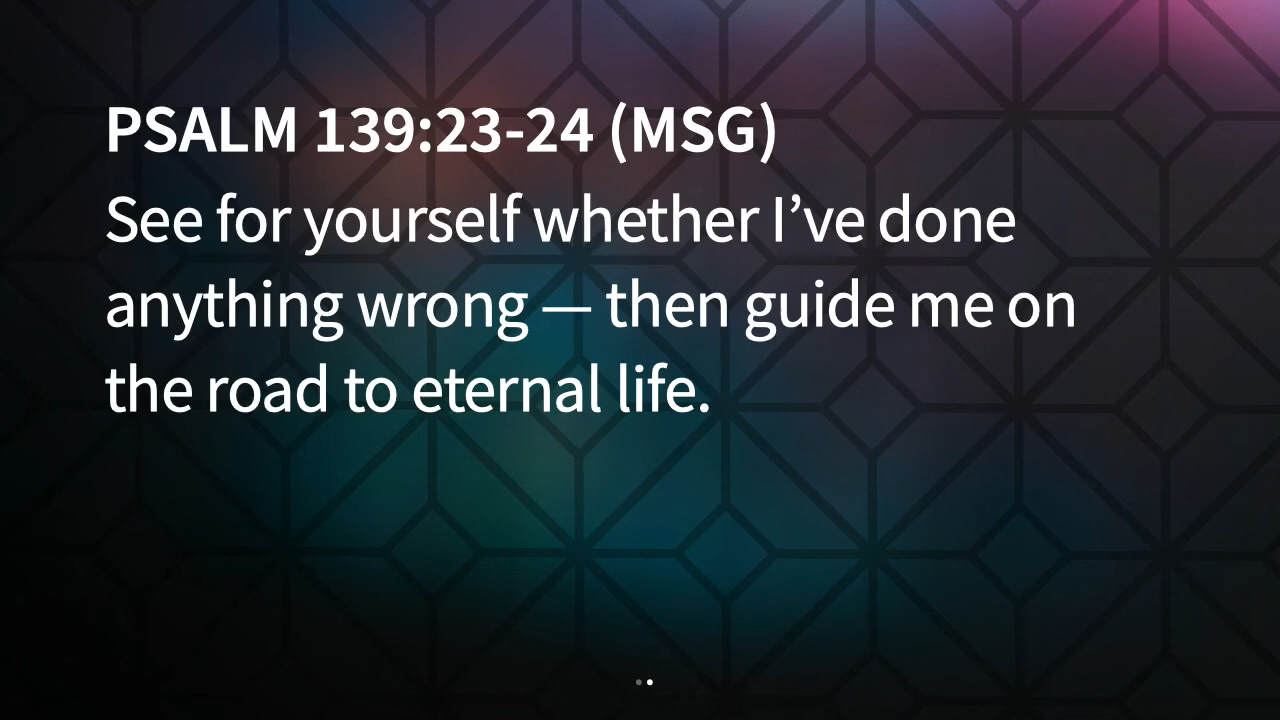 PSALM 139:23-24 (MSG)
See for yourself whether I’ve done
anything wrong — then guide me on
the road to eternal life.